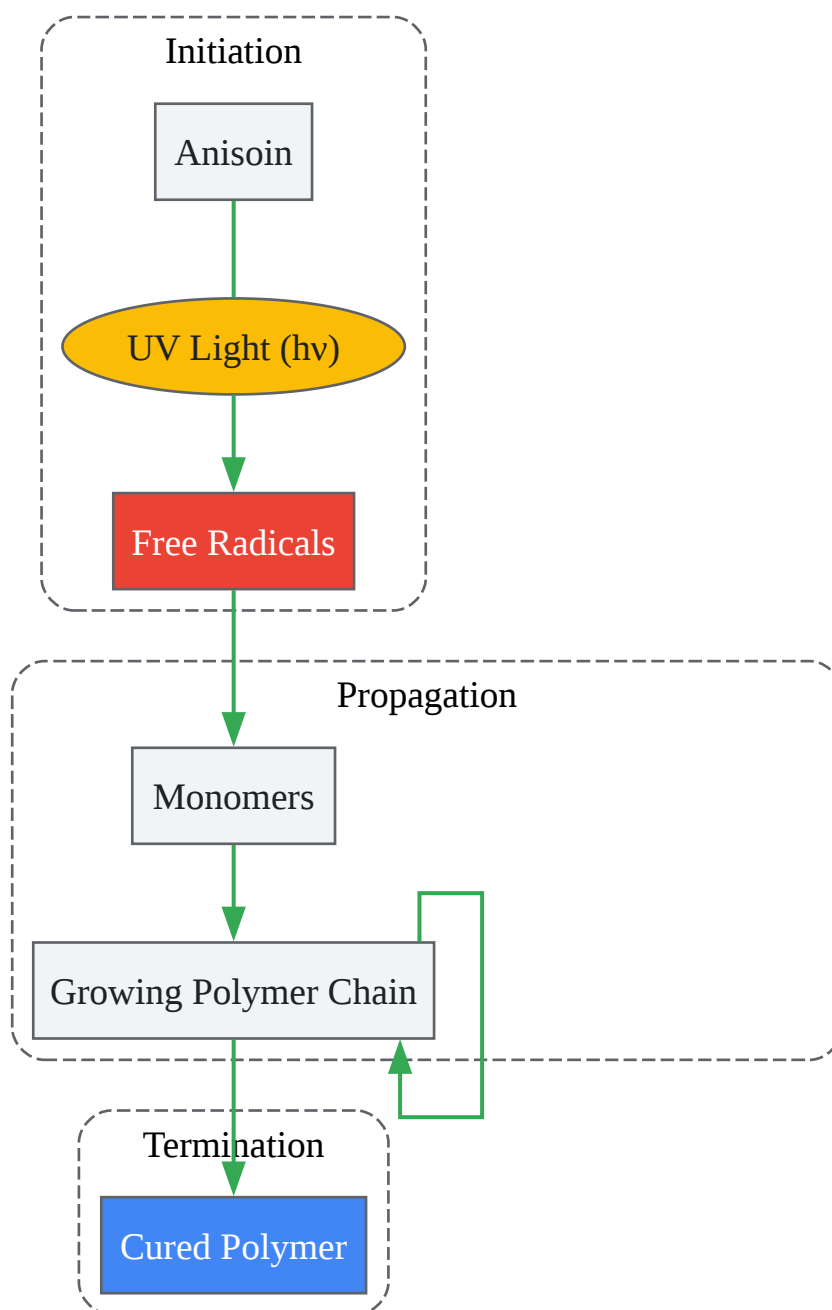 Initiation
Anisoin
UV Light (hν)
Free Radicals
Propagation
Monomers
Growing Polymer Chain
Termination
Cured Polymer